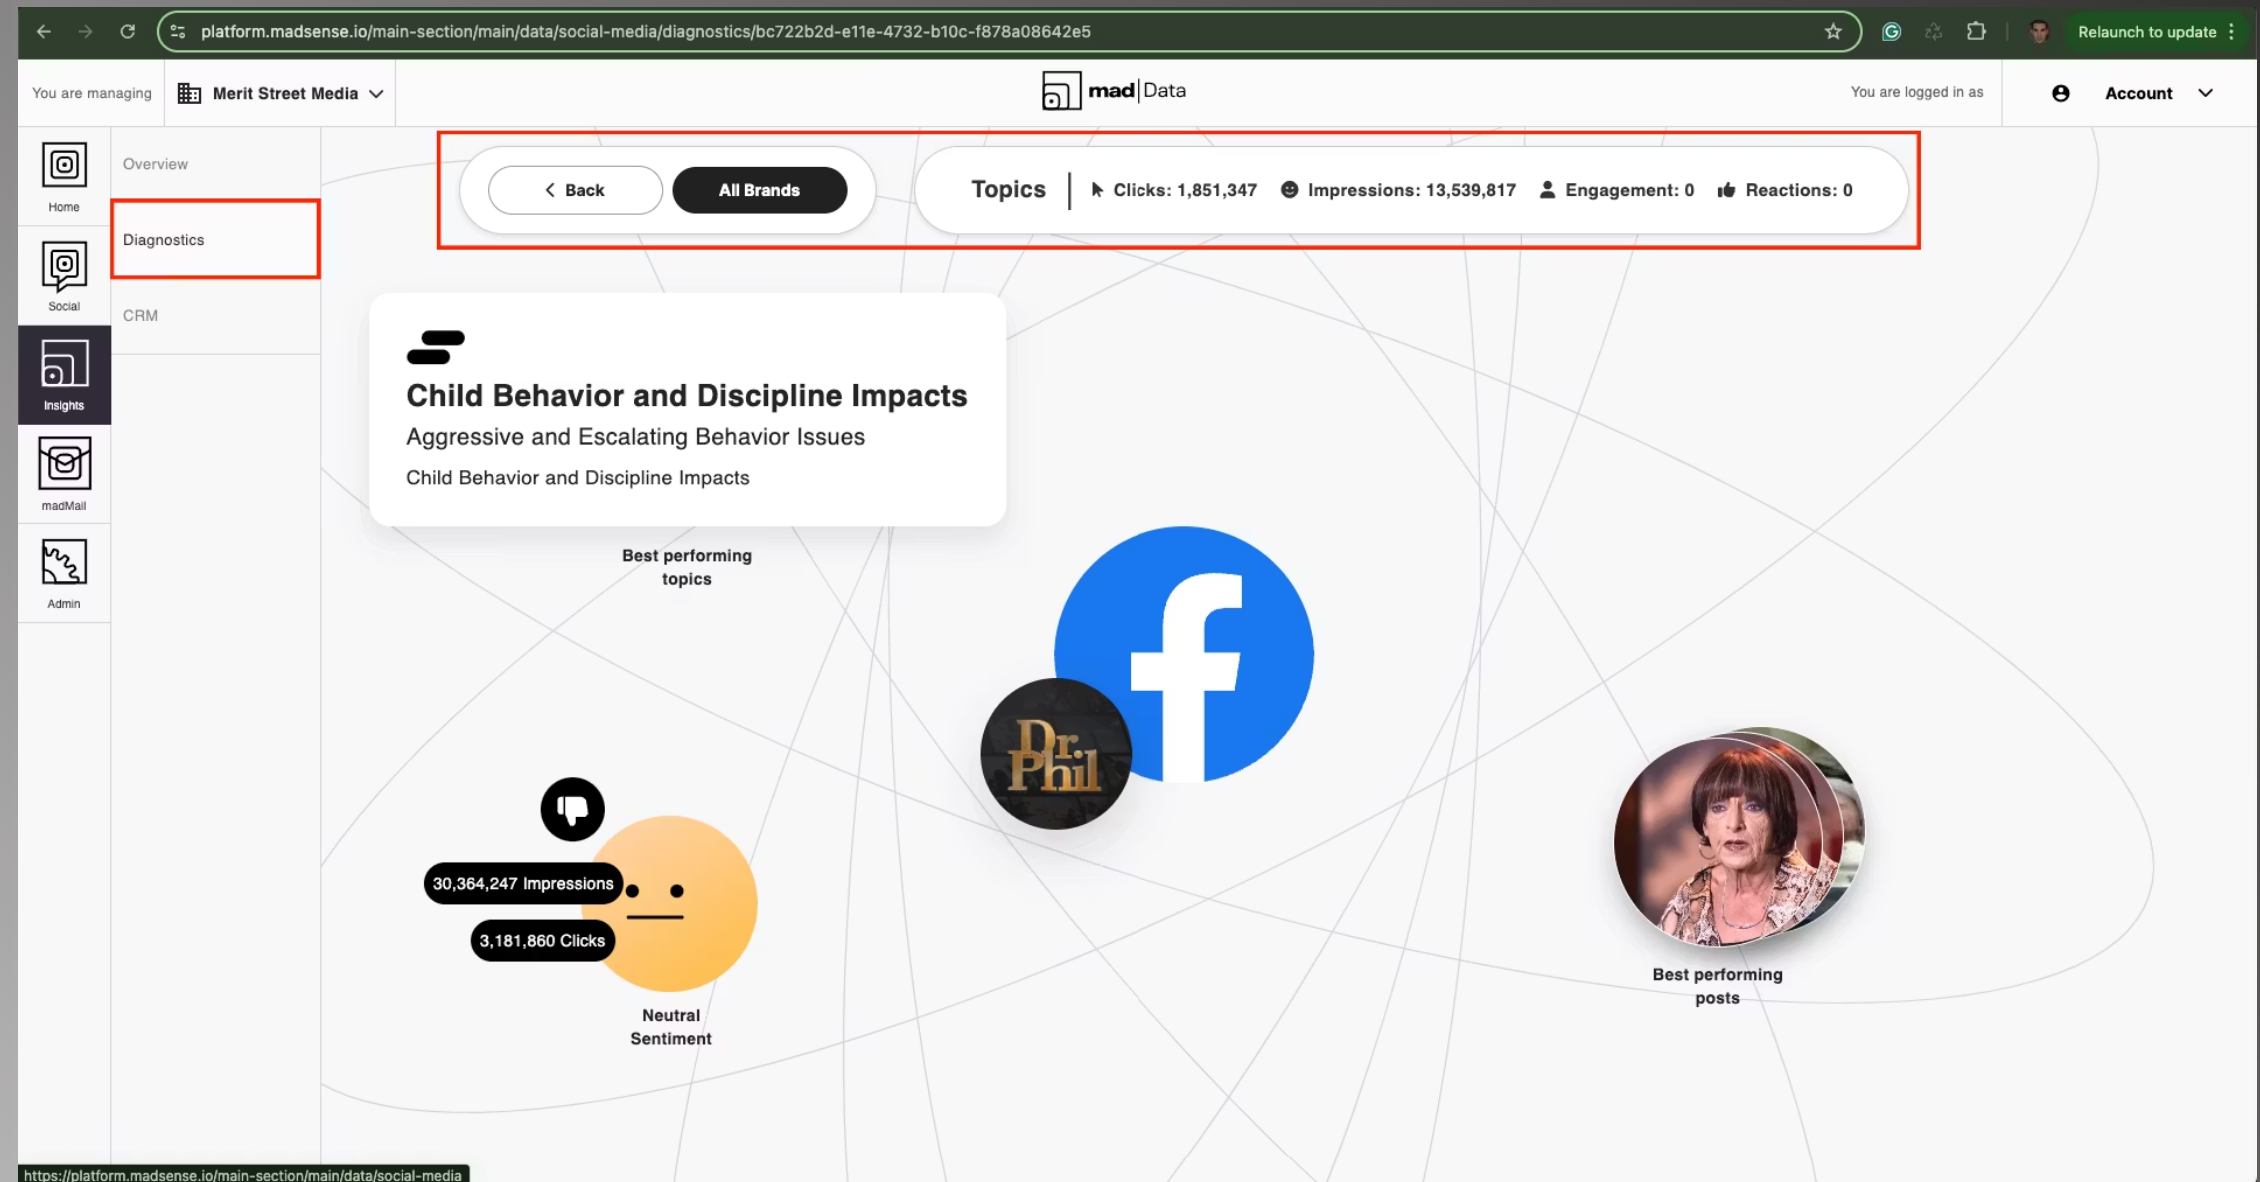 platform.madsense.io/main-section/main/data/social-media/diagnostics/bc722b2d-e11e-4732-b10c-f878a08642e5
Relaunch to update
You are managing
Merit Street Media
mad|Data
You are logged in as
Account
Home
Social
Insights
madMail
Admin
Overview
Diagnostics
CRM
Back
All Brands
Topics
Clicks: 1,851,347
Impressions: 13,539,817
Engagement: 0
Reactions: 0
Child Behavior and Discipline Impacts
Aggressive and Escalating Behavior Issues
Child Behavior and Discipline Impacts
Best performing
topics
Dr.
Phil
30,364,247 Impressions
3,181,860 Clicks
Neutral
Sentiment
Best performing
posts
https://platform.madsense.io/main-section/main/data/social-media